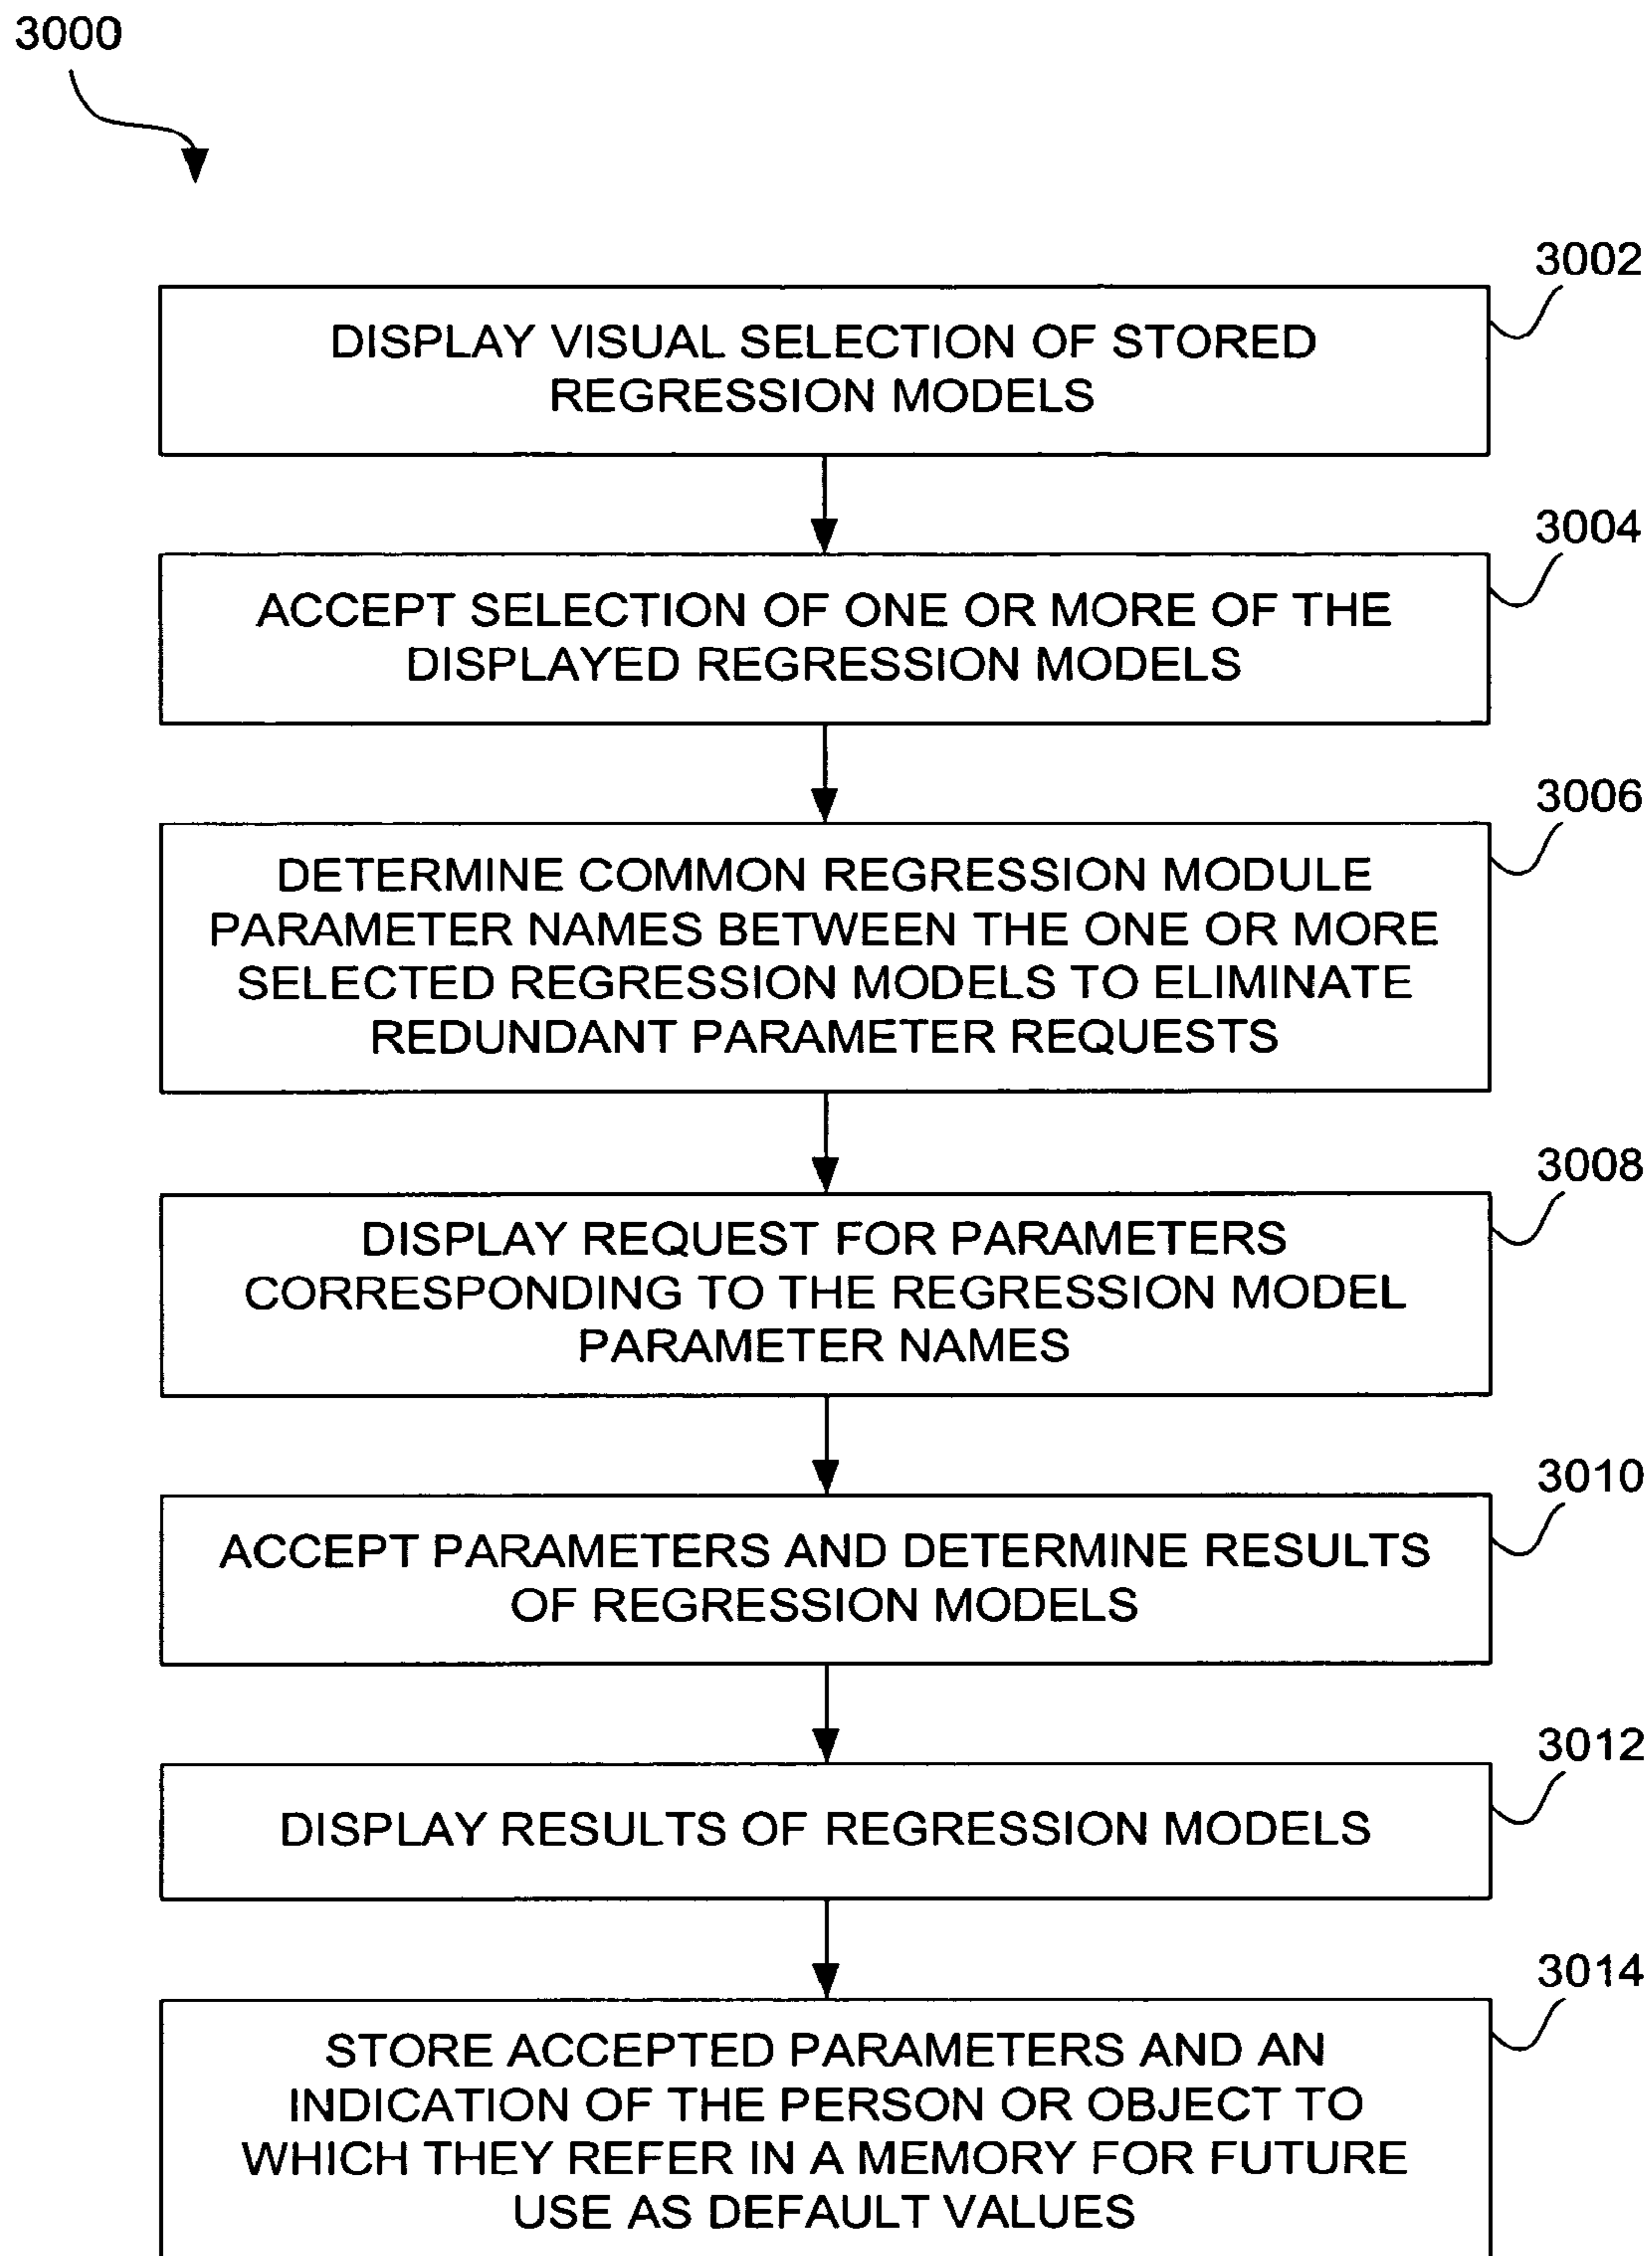 3000
3002
DISPLAY VISUAL SELECTION OF STORED
REGRESSION MODELS
3004
ACCEPT SELECTION OF ONE OR MORE OF THE
DISPLAYED REGRESSION MODELS
3006
DETERMINE COMMON REGRESSION MODULE
PARAMETER NAMES BETWEEN THE ONE OR MORE
SELECTED REGRESSION MODELS TO ELIMINATE
REDUNDANT PARAMETER REQUESTS
3008
DISPLAY REQUEST FOR PARAMETERS
CORRESPONDING TO THE REGRESSION MODEL
PARAMETER NAMES
3010
ACCEPT PARAMETERS AND DETERMINE RESULTS
OF REGRESSION MODELS
3012
DISPLAY RESULTS OF REGRESSION MODELS
3014
STORE ACCEPTED PARAMETERS AND AN
INDICATION OF THE PERSON OR OBJECT TO
WHICH THEY REFER IN A MEMORY FOR FUTURE
USE AS DEFAULT VALUES